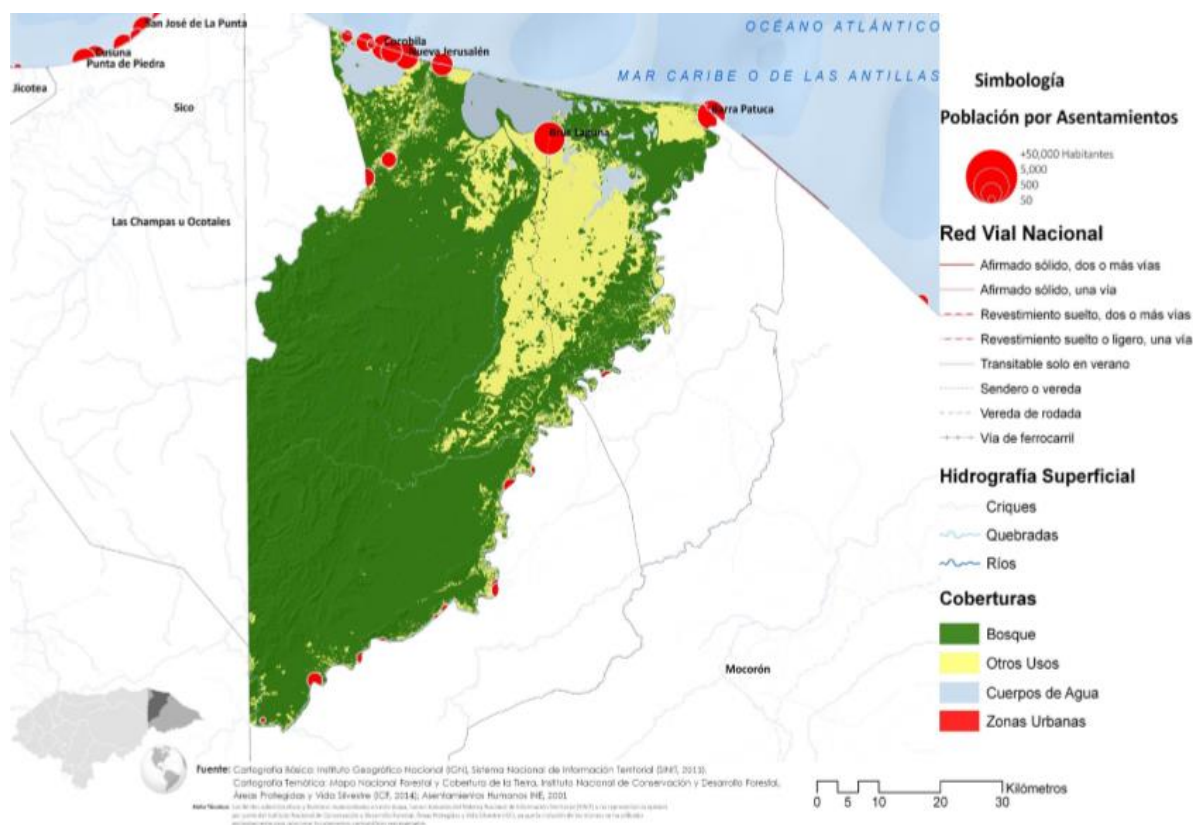 San José de La Punta
Cusuna
Punta de Piedra
Jicotea
Sico
Las Champas u Ocotales
Cocobila
Nueva Jerusalén
Brus Laguna
Barra Patuca
Mocorón
OCÉANO ATLÁNTICO
MAR CARIBE O DE LAS ANTILLAS
Simbología
Población por Asentamientos
+50,000 Habitantes
5,000
500
50
Red Vial Nacional
Afirmado sólido, dos o más vías
Afirmado sólido, una vía
Revestimiento suelto, dos o más vías
Revestimiento suelto o ligero, una vía
Transitable solo en verano
Sendero o vereda
Vereda de rodada
Vía de ferrocarril
Hidrografía Superficial
Criques
Quebradas
Ríos
Coberturas
Bosque
Otros Usos
Cuerpos de Agua
Zonas Urbanas
Fuente: Cartografía Básica: Instituto Geográfico Nacional (IGN), Sistema Nacional de Información Territorial (SINIT, 2013).
Cartografía Temática: Mapa Nacional Forestal y Cobertura de la Tierra, Instituto Nacional de Conservación y Desarrollo Forestal,
Áreas Protegidas y Vida Silvestre (ICF, 2014); Asentamientos Humanos INE, 2001
Nota Técnica:
0 3 5 10 20 30
Kilómetros